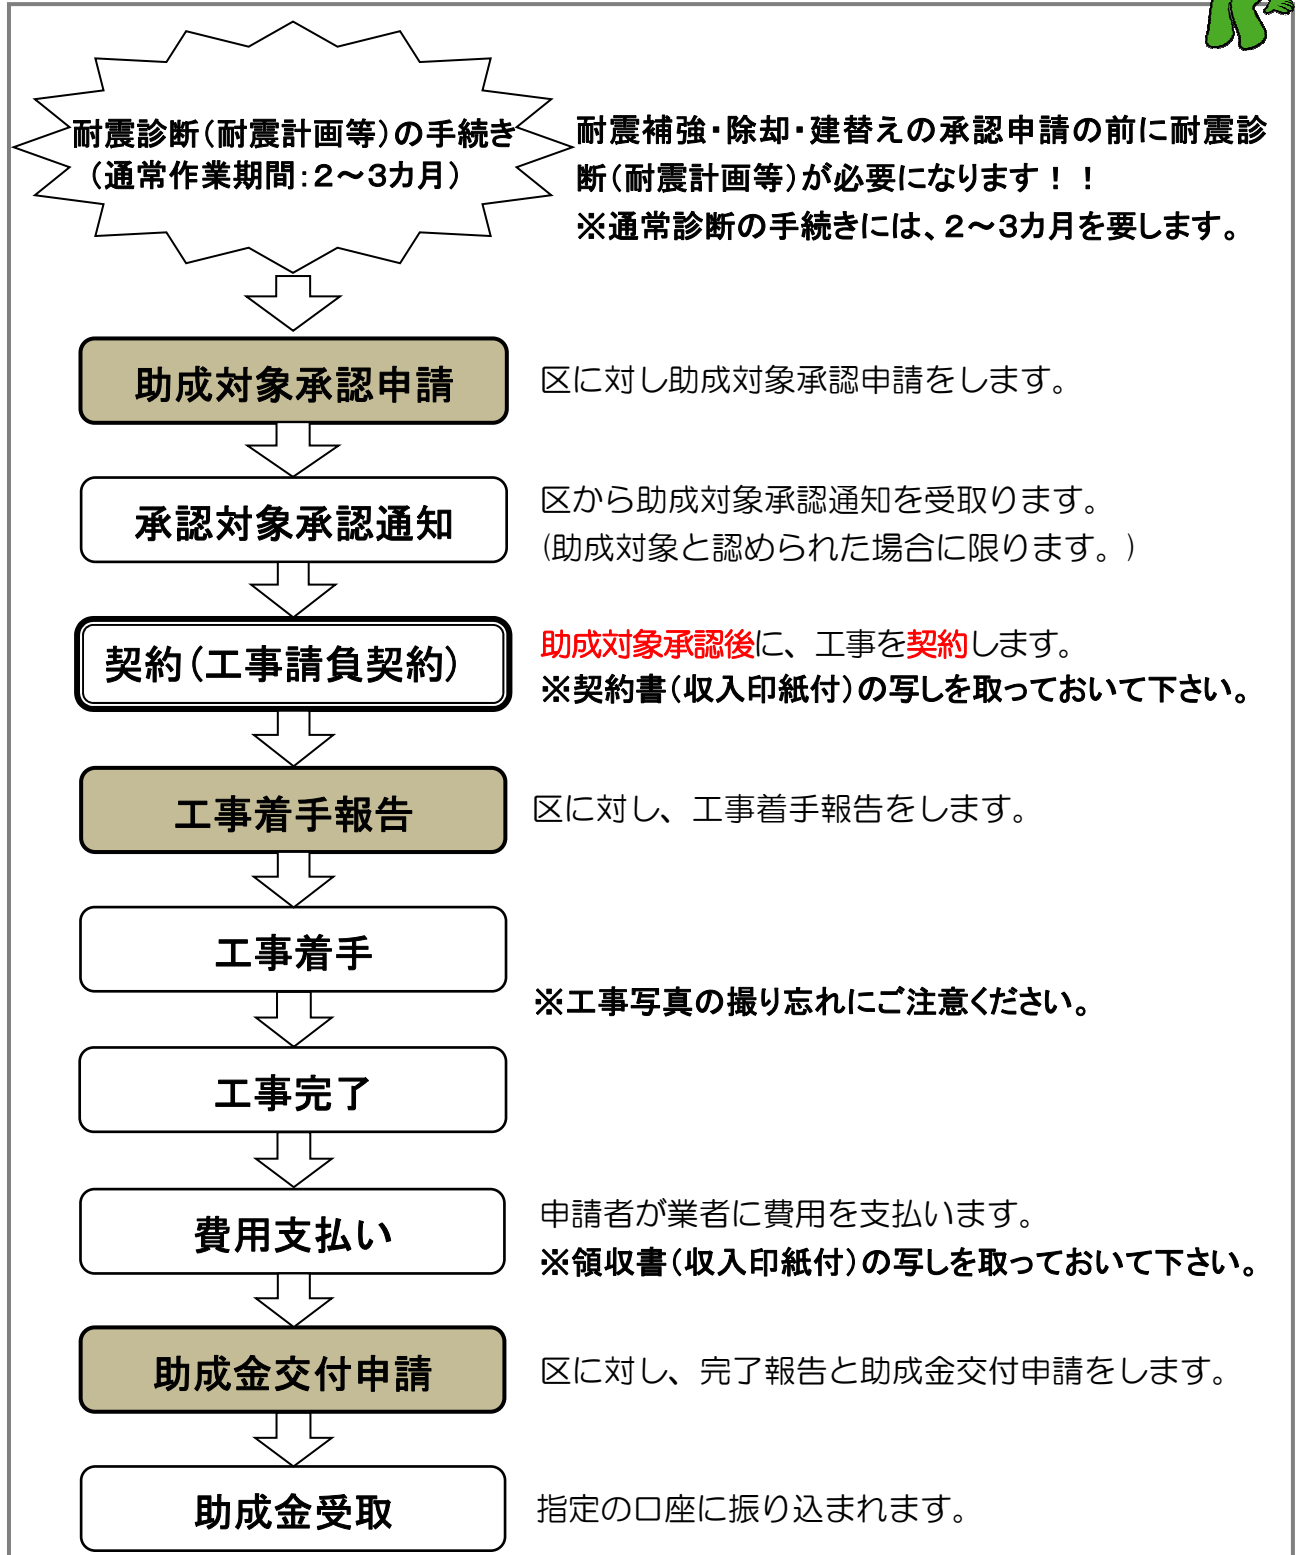 耐震診断(耐震計画等)の手続き
(通常作業期間:2~3カ月)
耐震補強・除却・建替えの承認申請の前に耐震診
断(耐震計画等)が必要になります!!
※通常診断の手続きには、2~3カ月を要します。
助成対象承認申請
区に対し助成対象承認申請をします。
承認対象承認通知
区から助成対象承認通知を受取ります。
(助成対象と認められた場合に限ります。)
契約(工事請負契約)
助成対象承認後に、工事を契約します。
※契約書(収入印紙付)の写しを取っておいて下さい。
工事着手報告
区に対し、工事着手報告をします。
工事着手
※工事写真の撮り忘れにご注意ください。
工事完了
費用支払い
申請者が業者に費用を支払います。
※領収書(収入印紙付)の写しを取っておいて下さい。
助成金交付申請
区に対し、完了報告と助成金交付申請をします。
助成金受取
指定の口座に振り込まれます。